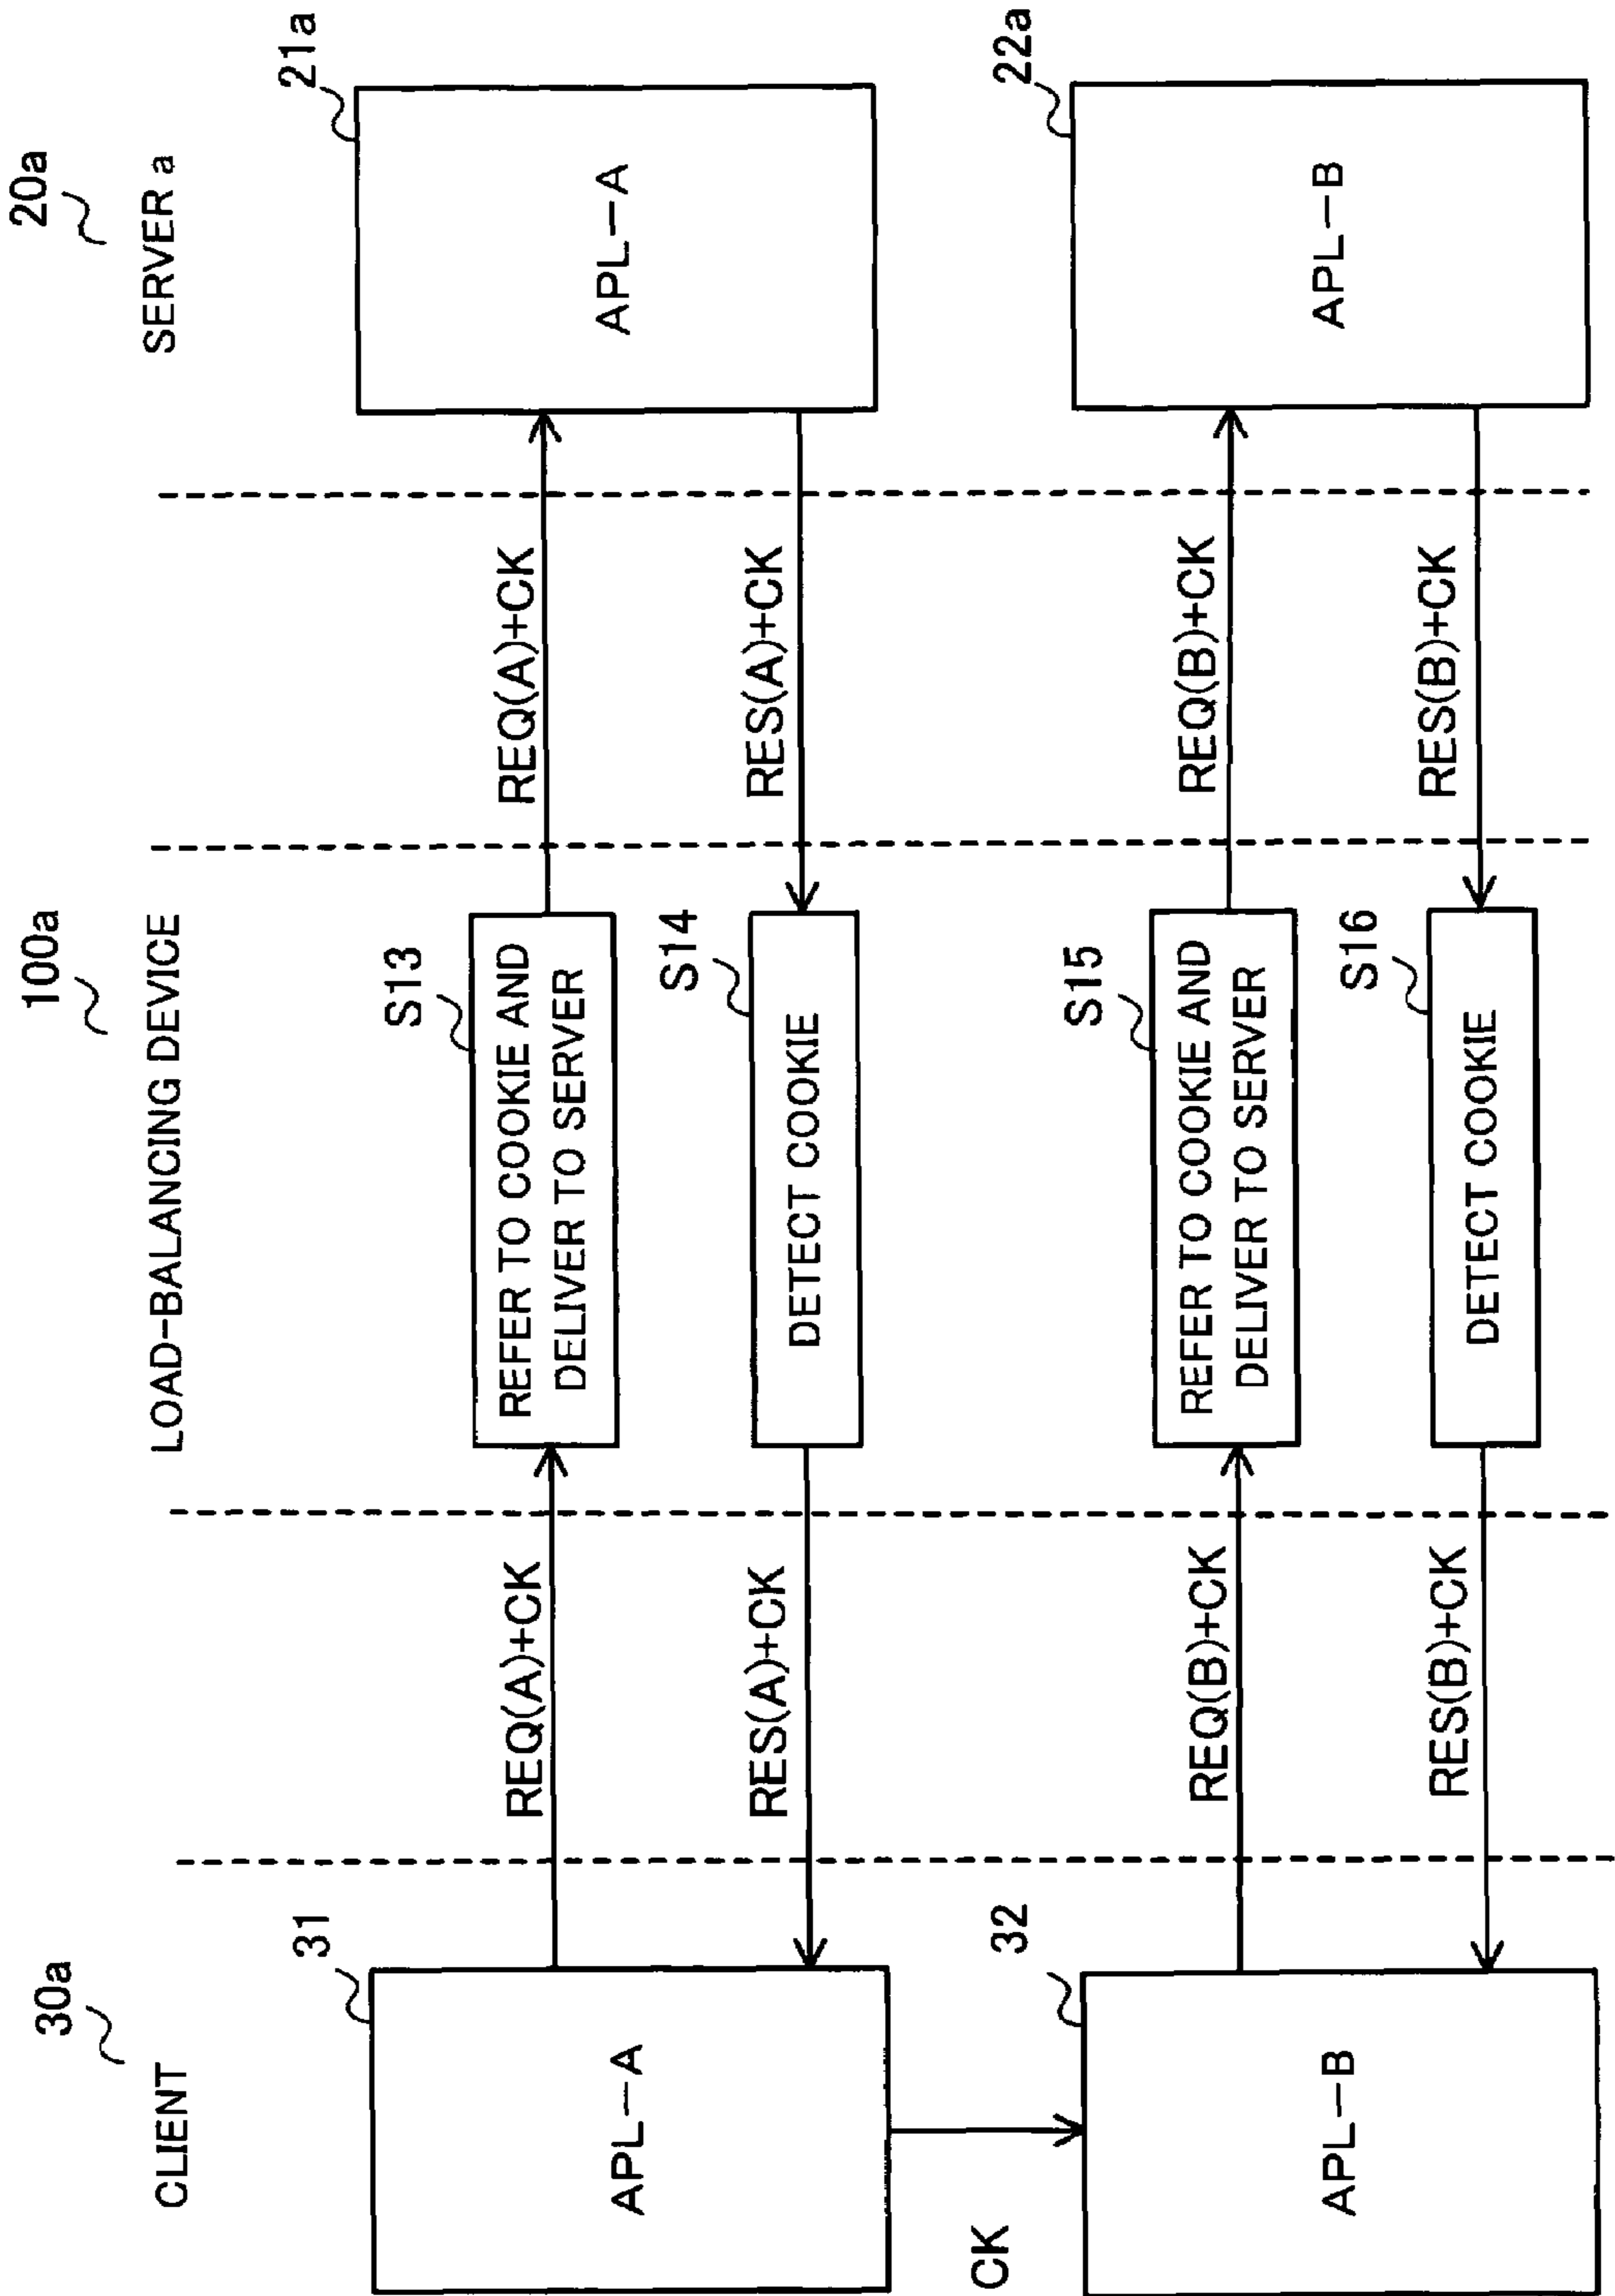 30a
CLIENT
100a
LOAD-BALANCING DEVICE
20a
SERVER a
31
APL-A
REQ(A)+CK
S13
REFER TO COOKIE AND
DELIVER TO SERVER
REQ(A)+CK
21a
APL-A
RES(A)+CK
S14
DETECT COOKIE
RES(A)+CK
CK
32
APL-B
REQ(B)+CK
S15
REFER TO COOKIE AND
DELIVER TO SERVER
REQ(B)+CK
22a
APL-B
RES(B)+CK
S16
DETECT COOKIE
RES(B)+CK